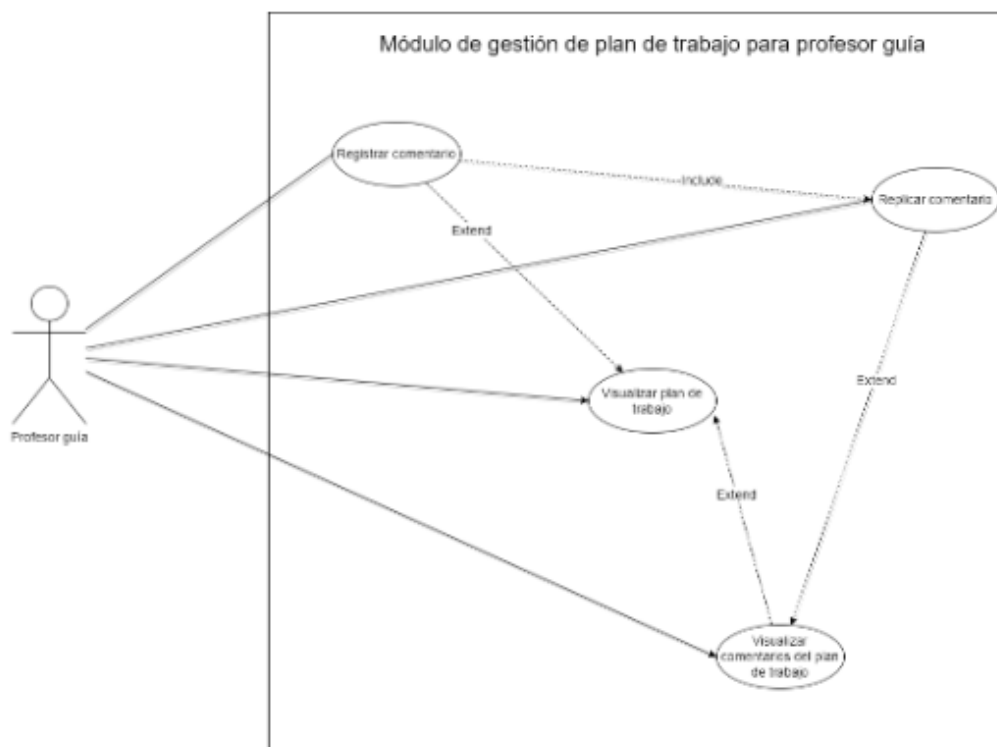 Módulo de gestión de plan de trabajo para profesor guía
Registrar comentario
Include
Replicar comentario
Extend
Visualizar plan de
trabajo
Extend
Profesor guía
Extend
Visualizar
comentarios del plan
de trabajo